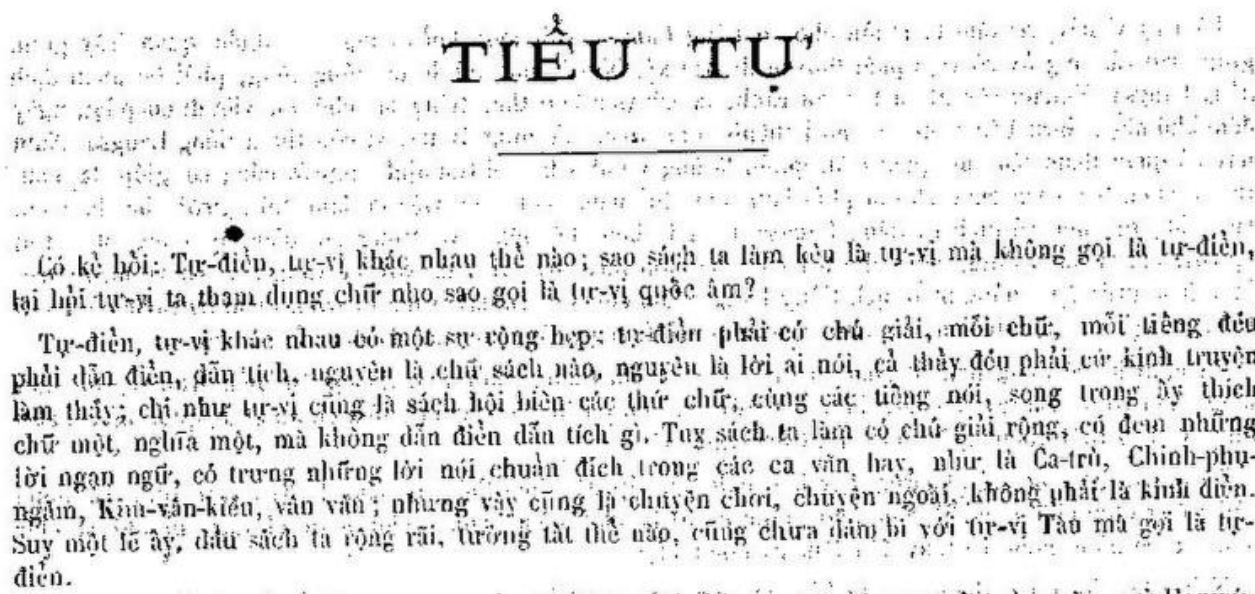 TIỂU TỰ
Có kẻ hỏi: Tự-điển, tự-vị khác nhau thể nào; sao sách ta làm kêu là tự-vị mà không gọi là tự-điển,
lại hỏi tự-vị ta tham dụng chữ nho sao gọi là tự-vị quốc âm?
Tự-điển, tự-vị khác nhau có một sự rộng hẹp: tự-điển phải có chú giải, mỗi chữ, mỗi tiếng đều
phải dẫn điển, dẫn tích, nguyên là chữ sách nào, nguyên là lời ai nói, cả thảy đều phải cứ kinh truyện
làm thầy; chí như tự-vị cũng là sách hội biên các thứ chữ, cùng các tiếng nói, song trong ấy thích
chữ một, nghĩa một, mà không dẫn điển dẫn tích gì. Tuy sách ta làm có chú giải rộng, có đem những
lời ngạn ngữ, có trưng những lời nói chuẩn đích trong các ca văn hay, như là Ca-trù, Chinh-phụ-
ngâm, Kim-vân-kiều, vân vân; nhưng vậy cũng là chuyện chơi, chuyện ngoài, không phải là kinh điển.
Suy một lẽ ấy, dầu sách ta rộng rãi, tường tất thể nào, cũng chưa dám bì với tự-vị Tàu mà gọi là tự-
điển.